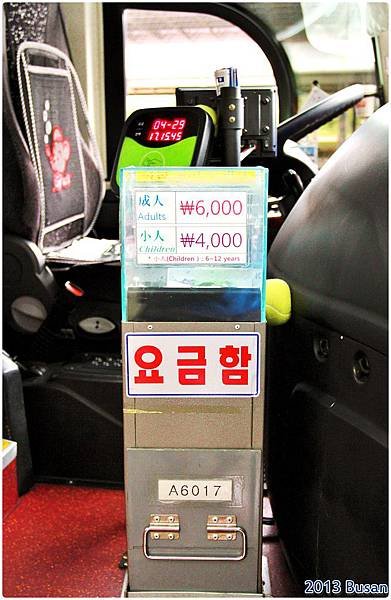 04-29
17:15:45
成人 ₩6,000
Adults
小人 ₩4,000
Children
* 小人(Children) : 6~12 years
요금함
A6017
2013 Busan